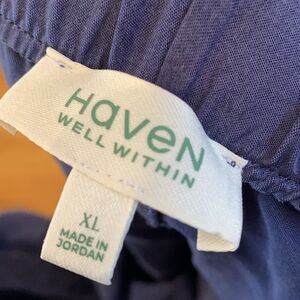 Haven
WELL WITHIN
XL
MADE IN
JORDAN